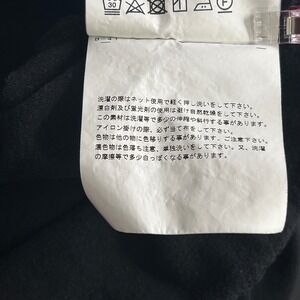 30
F
洗濯の際はネット使用で軽く押し洗いをして下さい。
漂白剤及び蛍光剤の使用は避け自然乾燥をして下さい。
この素材は洗濯等で多少の伸縮や斜行する事があります。
アイロン掛けの際、必ず当て布をして下さい。
色物は他の物に色移りする事があります。ご注意下さい。
濃色物は色落ちも注意、単独洗いをして下さい。又、洗濯
の摩擦等で多少白っぽくなる事があります。